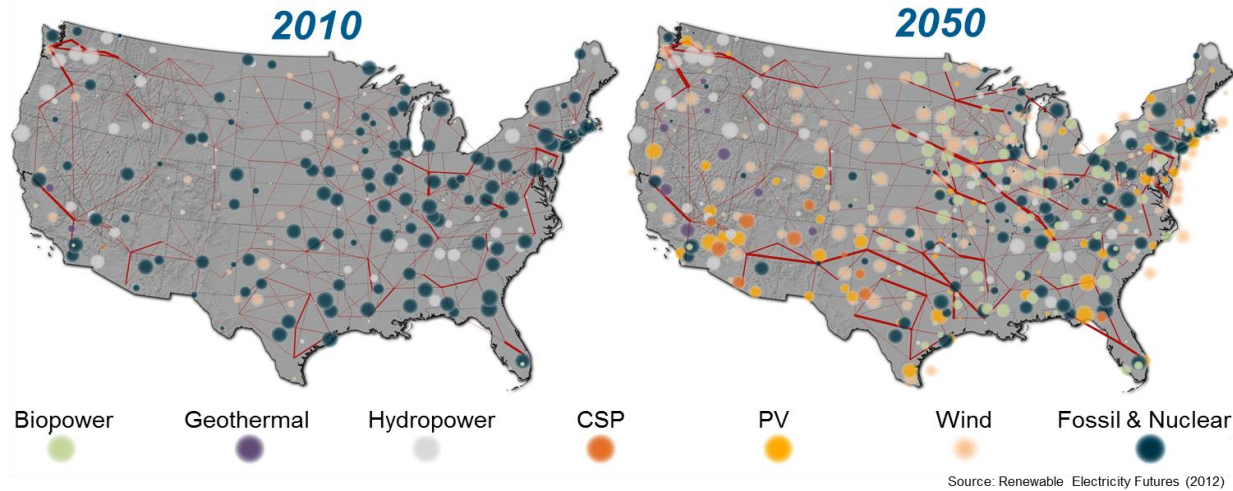 2010
2050
Biopower
Geothermal
Hydropower
CSP
PV
Wind
Fossil & Nuclear
Source: Renewable Electricity Futures (2012)